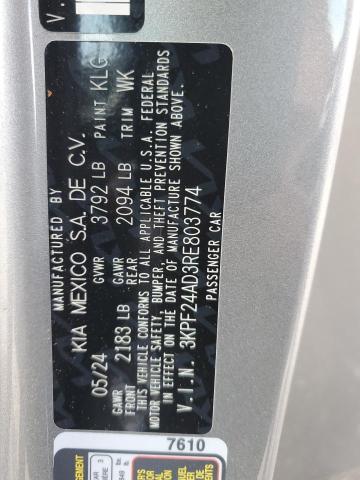 MANUFACTURED BY
KIA MEXICO S.A. DE C.V.
05/24 GVWR 3792 LB PAINT KLG
GAWR FRONT 2183 LB GAWR REAR 2094 LB TRIM WK
THIS VEHICLE CONFORMS TO ALL APPLICABLE U.S.A. FEDERAL
MOTOR VEHICLE SAFETY, BUMPER, AND THEFT PREVENTION STANDARDS
IN EFFECT ON THE DATE OF MANUFACTURE SHOWN ABOVE.
V.I.N. 3KPF24AD3RE803774
PASSENGER CAR
7610
V.